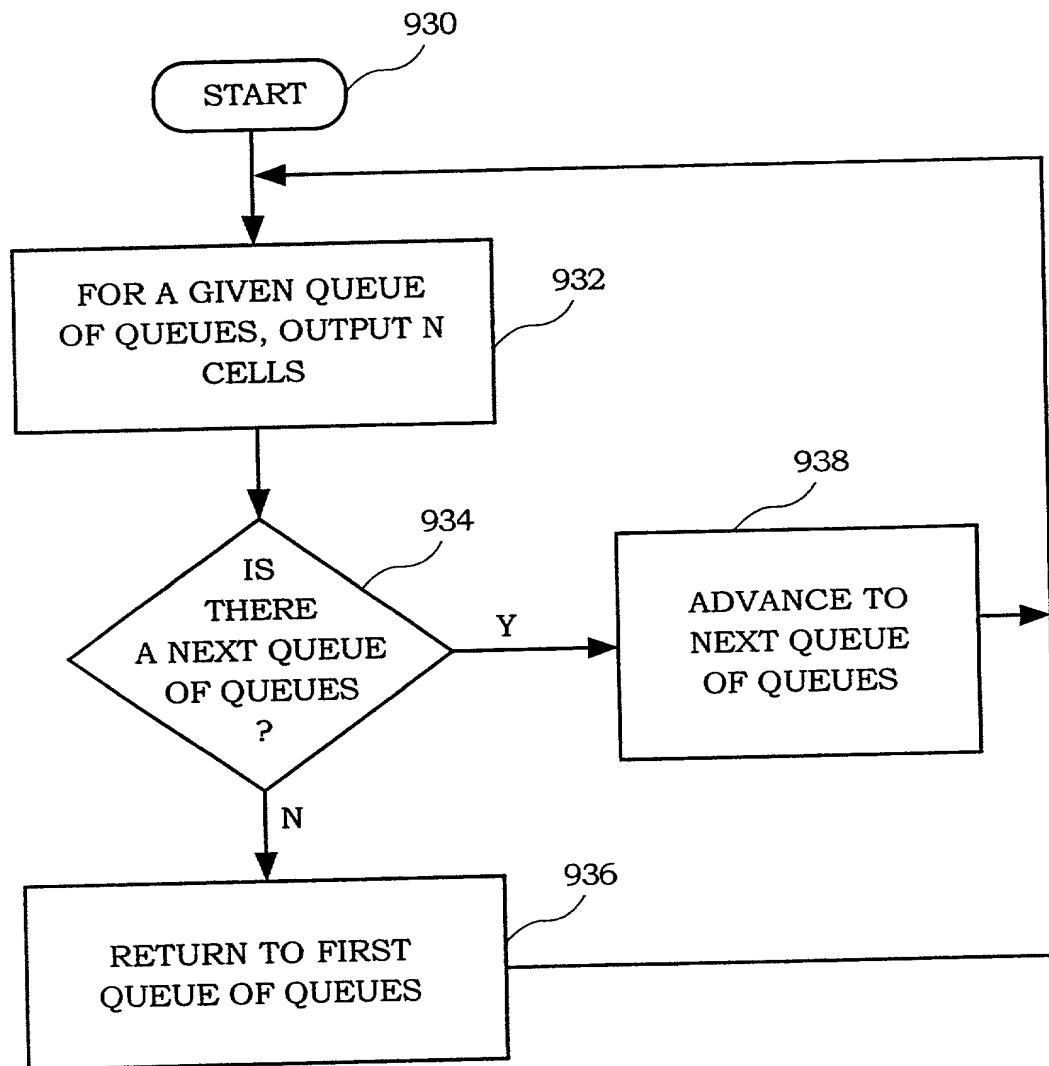 930
START
FOR A GIVEN QUEUE
OF QUEUES, OUTPUT N
CELLS
932
938
934
IS
THERE
A NEXT QUEUE
OF QUEUES
?
Y
ADVANCE TO
NEXT QUEUE
OF QUEUES
N
936
RETURN TO FIRST
QUEUE OF QUEUES